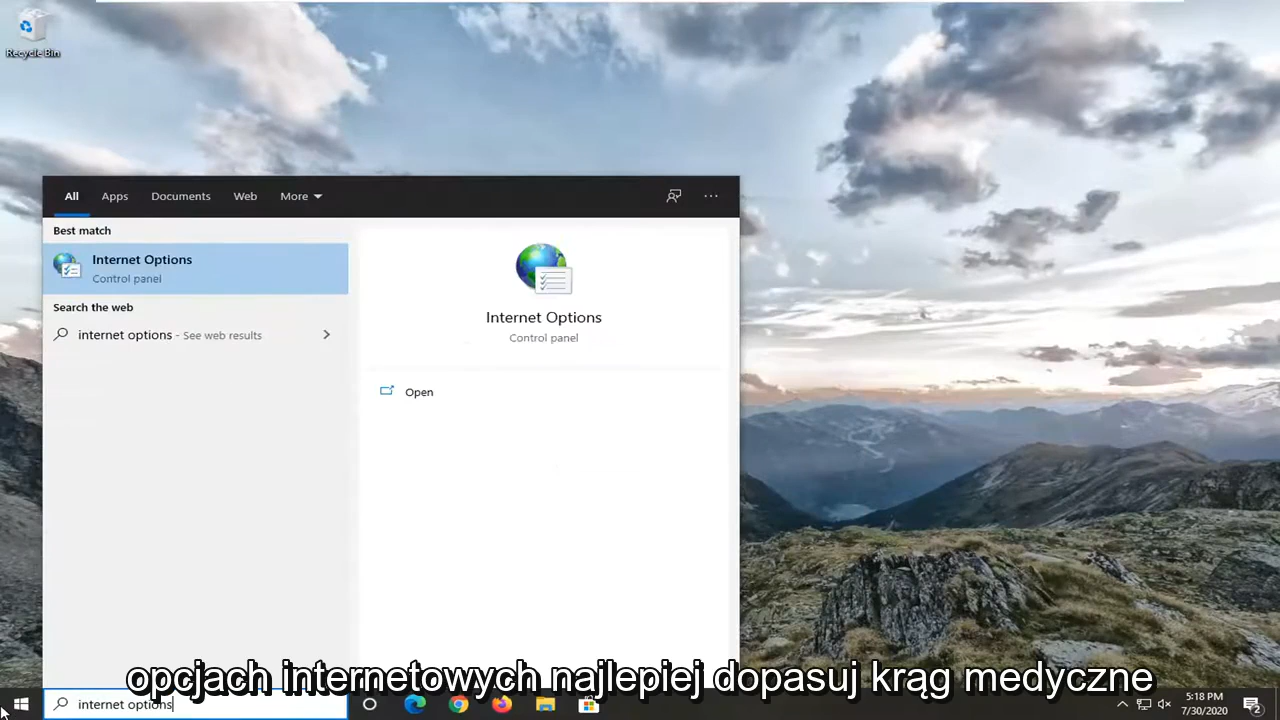 Recycle Bin
All Apps Documents Web More
Best match
Internet Options
Control panel
Search the web
internet options - See web results
Internet Options
Control panel
Open
opcjach internetowych najlepiej dopasuj krąg medyczne
internet options
5:18 PM
7/30/2020
2